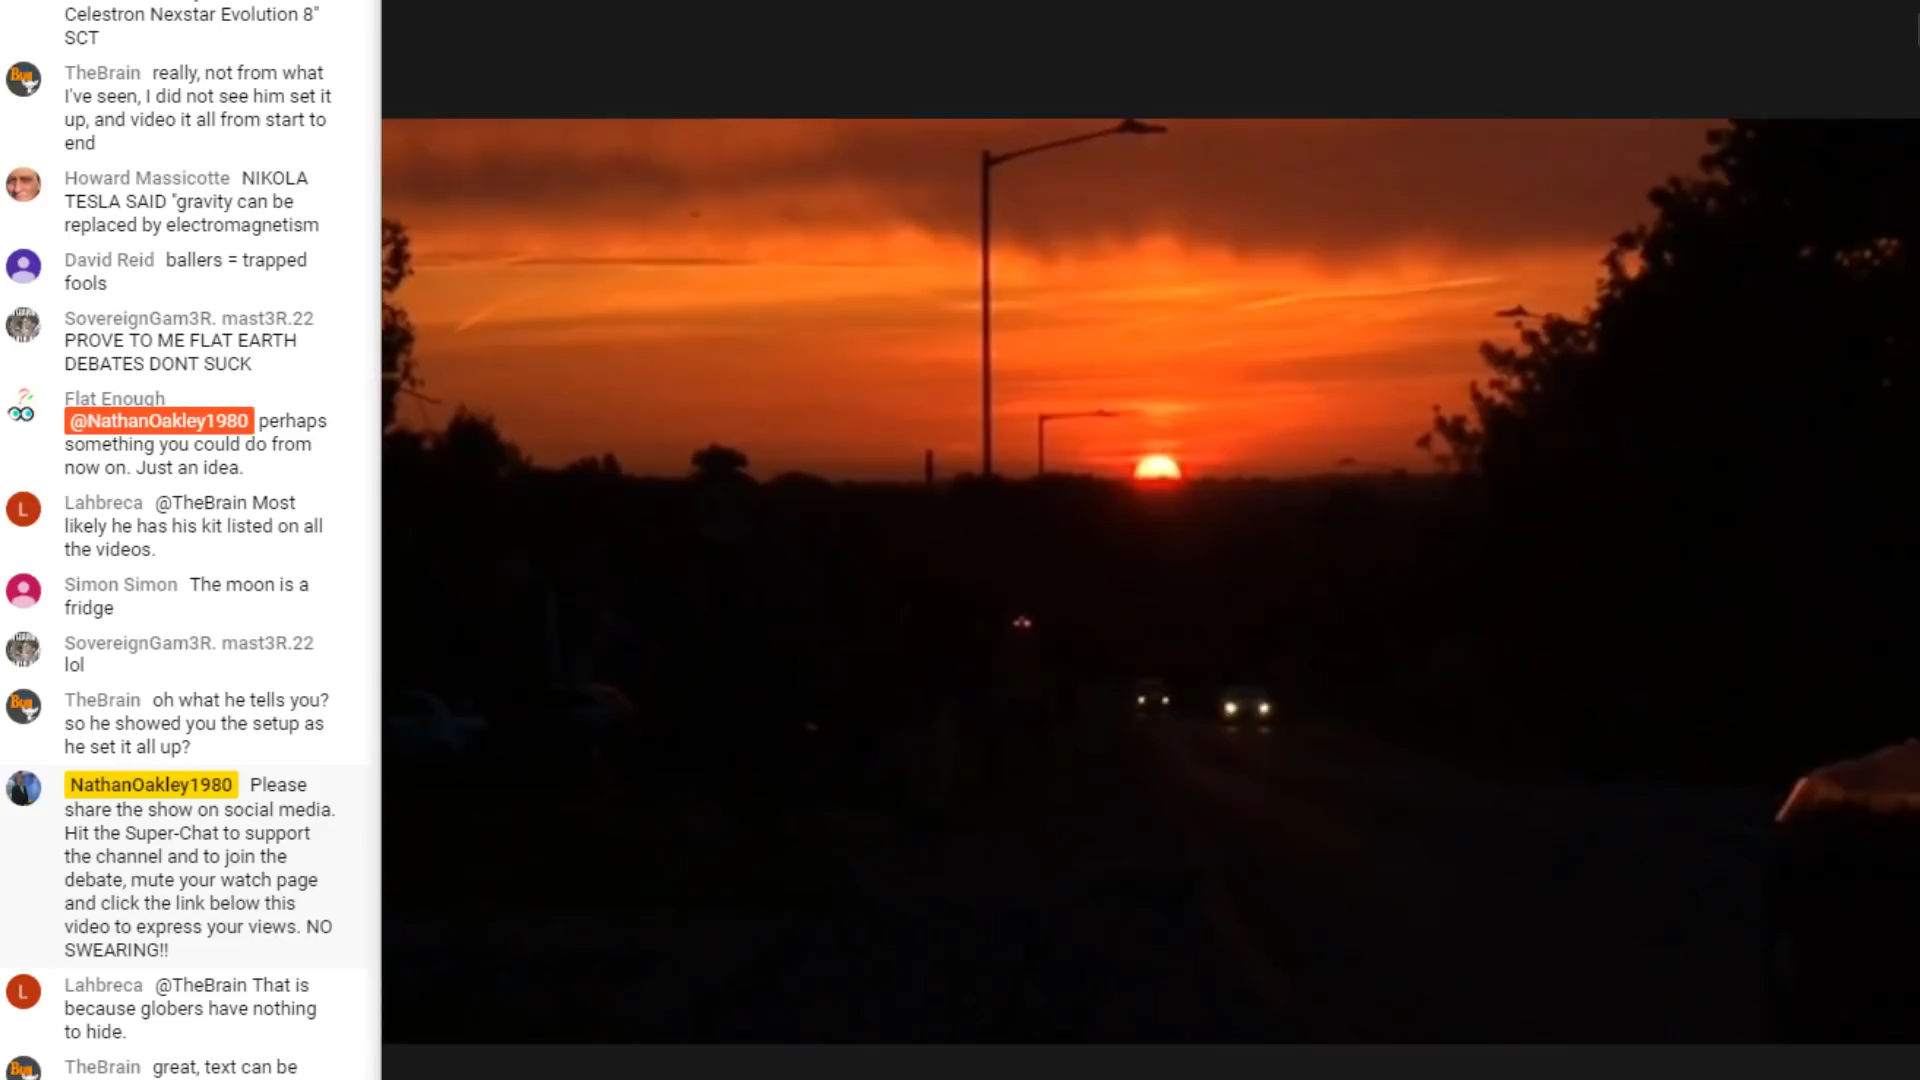 Celestron Nexstar Evolution 8"
SCT
TheBrain really, not from what
I've seen, I did not see him set it
up, and video it all from start to
end
Howard Massicotte NIKOLA
TESLA SAID "gravity can be
replaced by electromagnetism
David Reid ballers = trapped
fools
SovereignGam3R. mast3R.22
PROVE TO ME FLAT EARTH
DEBATES DONT SUCK
Flat Enough
@NathanOakley1980 perhaps
something you could do from
now on. Just an idea.
L Lahbreca @TheBrain Most
likely he has his kit listed on all
the videos.
Simon Simon The moon is a
fridge
SovereignGam3R. mast3R.22
lol
TheBrain oh what he tells you?
so he showed you the setup as
he set it all up?
NathanOakley1980 Please
share the show on social media.
Hit the Super-Chat to support
the channel and to join the
debate, mute your watch page
and click the link below this
video to express your views. NO
SWEARING!!
L Lahbreca @TheBrain That is
because globers have nothing
to hide.
TheBrain great, text can be